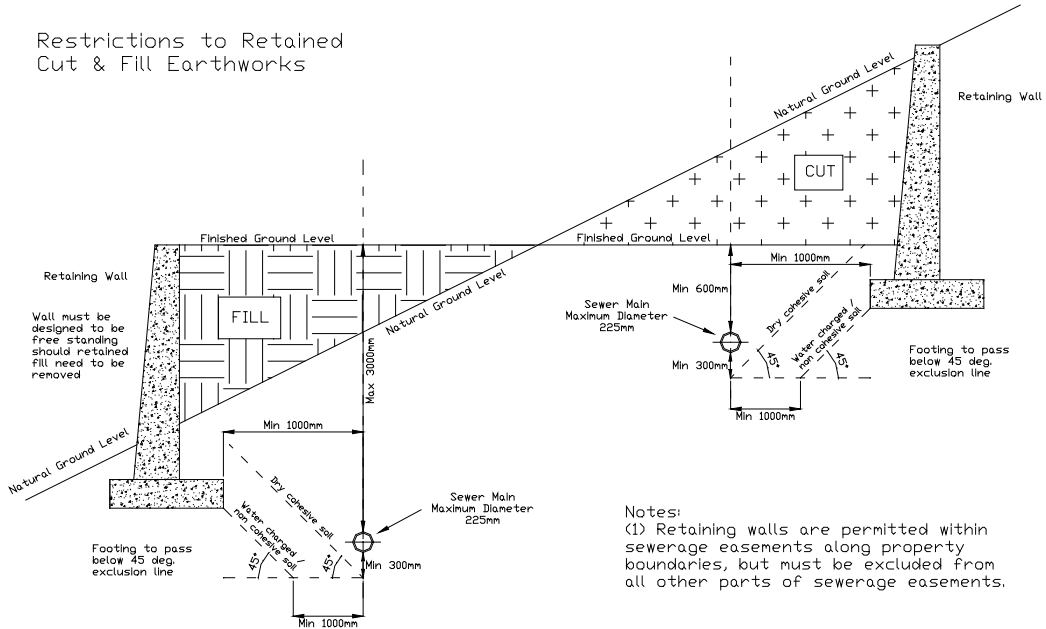 Restrictions to Retained
Cut & Fill Earthworks
Natural Ground Level
Retaining Wall
CUT
Finished Ground Level
Finished Ground Level
Min 1000mm
Retaining Wall
Min 600mm
Dry cohesive soil
Sewer Main
Maximum Diameter
225mm
Water charged /
non cohesive soil
FILL
Natural Ground Level
Wall must be
designed to be
free standing
should retained
fill need to be
removed
Max 3000mm
Min 300mm
45°
45°
Footing to pass
below 45 deg.
exclusion line
Min 1000mm
Min 1000mm
Natural Ground Level
Dry cohesive soil
Water charged /
non cohesive soil
Sewer Main
Maximum Diameter
225mm
Footing to pass
below 45 deg.
exclusion line
45°
45°
Min 300mm
Min 1000mm
Notes:
(1) Retaining walls are permitted within
sewerage easements along property
boundaries, but must be excluded from
all other parts of sewerage easements.